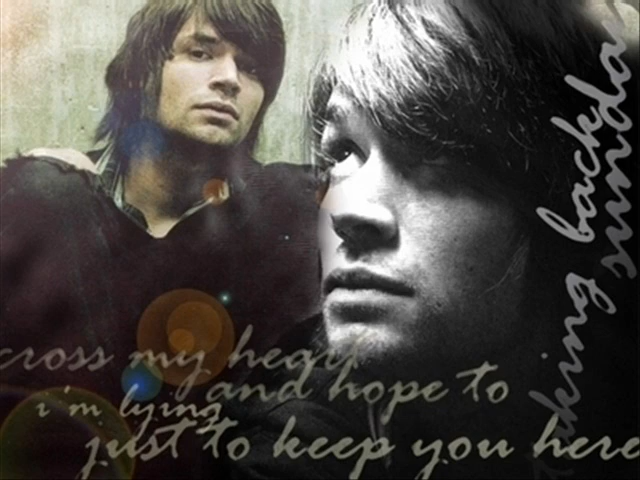 cross my heart
and hope to
i'm lying
just to keep you here
taking back
sunday